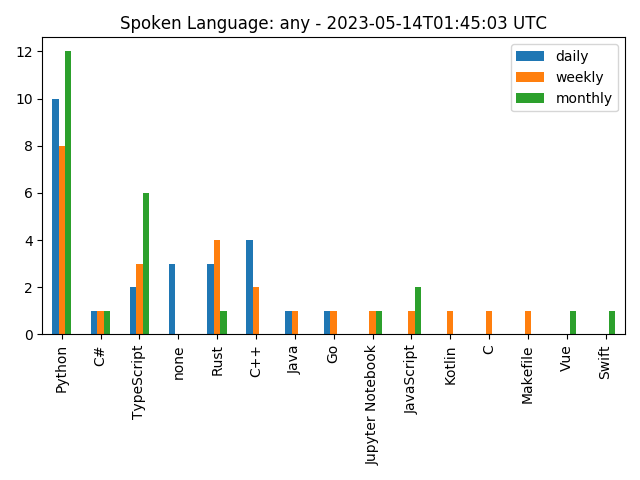 Spoken Language: any - 2023-05-14T01:45:03 UTC
daily
weekly
monthly
12
10
8
6
4
2
0
Python
C#
TypeScript
none
Rust
C++
Java
Go
Jupyter Notebook
JavaScript
Kotlin
C
Makefile
Vue
Swift